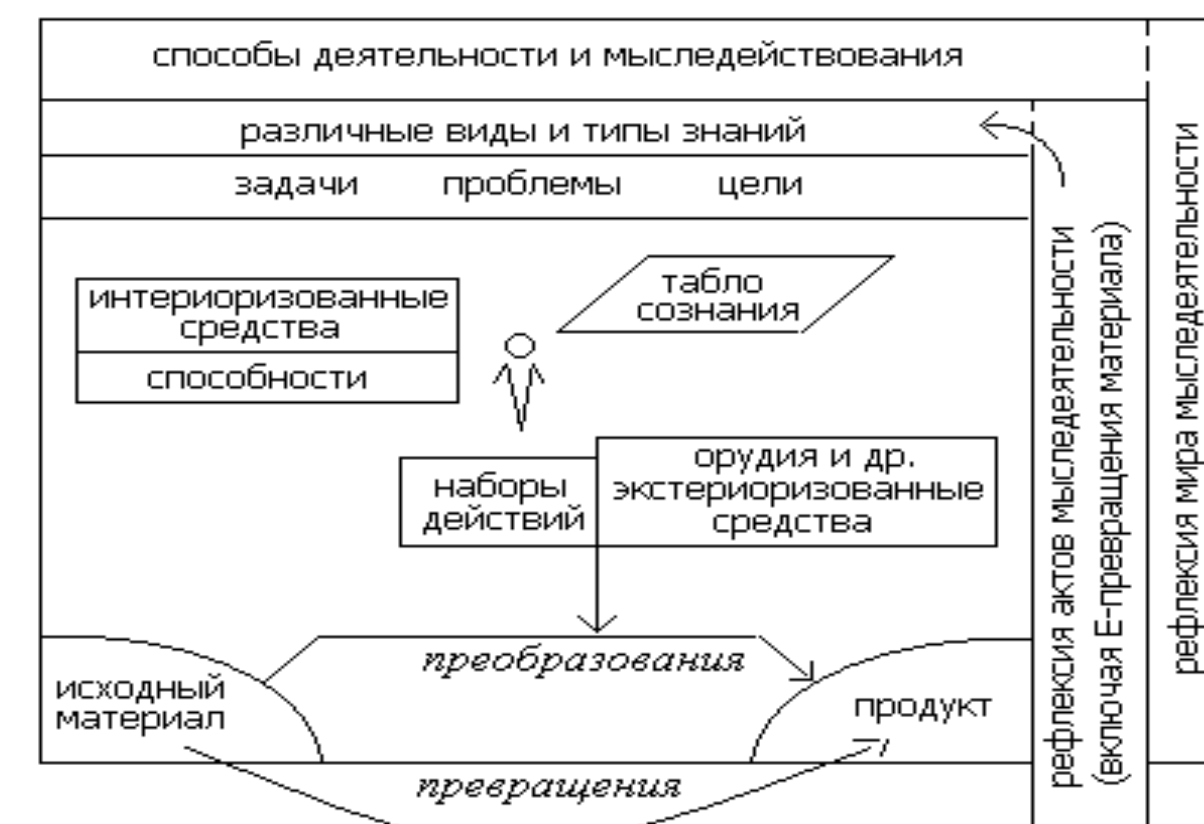 способы деятельности и мыследействования
различные виды и типы знаний
задачи проблемы цели
табло
сознания
интериоризованные
средства
способности
орудия и др.
экстериоризованные
средства
наборы
действий
преобразования
исходный
материал
продукт
превращения
рефлексия актов мыследеятельности
(включая Е-превращения материала)
рефлексия мира мыследеятельности